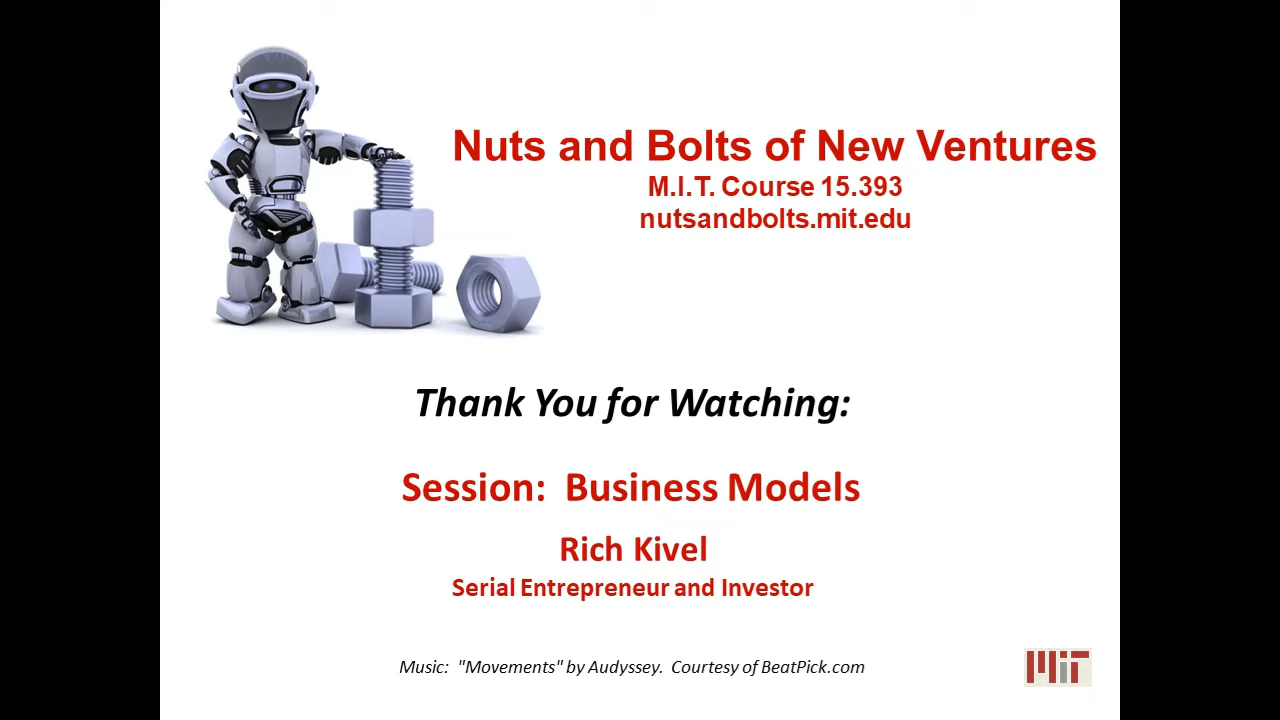 Nuts and Bolts of New Ventures
M.I.T. Course 15.393
nutsandbolts.mit.edu
Thank You for Watching:
Session:  Business Models
Rich Kivel
Serial Entrepreneur and Investor
Music:  "Movements" by Audyssey.  Courtesy of BeatPick.com
MIT